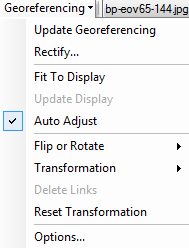 Georeferencing bp-eov65-144.jpg
Update Georeferencing
Rectify...
Fit To Display
Update Display
Auto Adjust
Flip or Rotate
Transformation
Delete Links
Reset Transformation
Options...